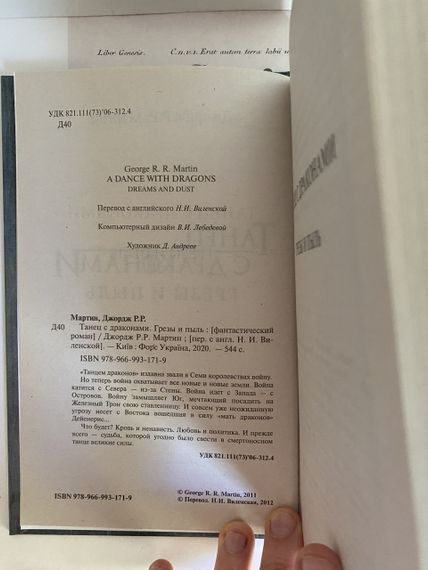 Liber Genesis. C.n.v.t. Erat autem terra labii u
УДК 821.111(73)'06-312.4
Д40
George R. R. Martin
A DANCE WITH DRAGONS
DREAMS AND DUST
Перевод с английского Н.И. Виленской
Компьютерный дизайн В.И. Лебедевой
Художник Д. Андреев
Мартин, Джордж Р.Р.
Д40 Танец с драконами. Грезы и пыль : [фантастический
роман] / Джордж Р.Р. Мартин ; [пер. с англ. Н. И. Ви-
ленской]. — Київ : Форс Україна, 2020. — 544 с.
ISBN 978-966-993-171-9
«Танцем драконов» издавна звали в Семи королевствах войну.
Но теперь война охватывает все новые и новые земли. Война
катится с Севера — из-за Стены. Война идет с Запада — с
Островов. Войну замышляет Юг, мечтающий посадить на
Железный Трон свою ставленницу. И совсем уже неожиданную
угрозу несет с Востока вошедшая в силу «мать драконов»
Дейенерис...
Что будет? Кровь и ненависть. Любовь и политика. И прежде
всего — судьба, которой угодно было свести в смертоносном
танце великие силы.
УДК 821.111(73)'06-312.4
© George R. R. Martin, 2011
ISBN 978-966-993-171-9 © Перевод. Н.И. Виленская, 2012